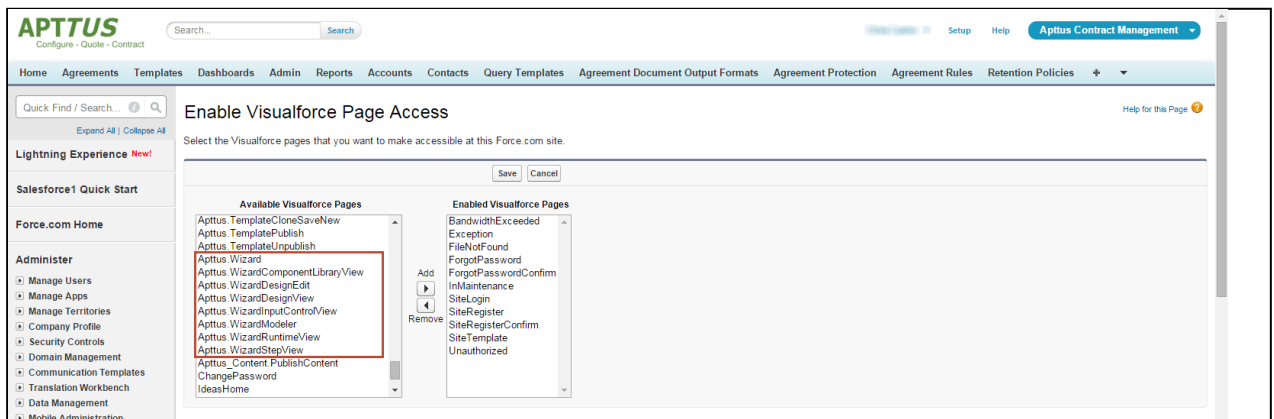 APTTUS
Configure - Quote - Contract
Search...
Search
Setup Help Apttus Contract Management
Home Agreements Templates Dashboards Admin Reports Accounts Contacts Query Templates Agreement Document Output Formats Agreement Protection Agreement Rules Retention Policies +
Quick Find / Search...
Expand All | Collapse All
Lightning Experience New!
Salesforce1 Quick Start
Force.com Home
Administer
Manage Users
Manage Apps
Manage Territories
Company Profile
Security Controls
Domain Management
Communication Templates
Translation Workbench
Data Management
Mobile Administration
Enable Visualforce Page Access
Help for this Page
Select the Visualforce pages that you want to make accessible at this Force.com site.
Save Cancel
Available Visualforce Pages
Apttus.TemplateCloneSaveNew
Apttus.TemplatePublish
Apttus.TemplateUnpublish
Apttus.Wizard
Apttus.WizardComponentLibraryView
Apttus.WizardDesignEdit
Apttus.WizardDesignView
Apttus.WizardInputControlView
Apttus.WizardModeler
Apttus.WizardRuntimeView
Apttus.WizardStepView
Apttus_Content.PublishContent
ChangePassword
IdeasHome
Add
Remove
Enabled Visualforce Pages
BandwidthExceeded
Exception
FileNotFound
ForgotPassword
ForgotPasswordConfirm
InMaintenance
SiteLogin
SiteRegister
SiteRegisterConfirm
SiteTemplate
Unauthorized